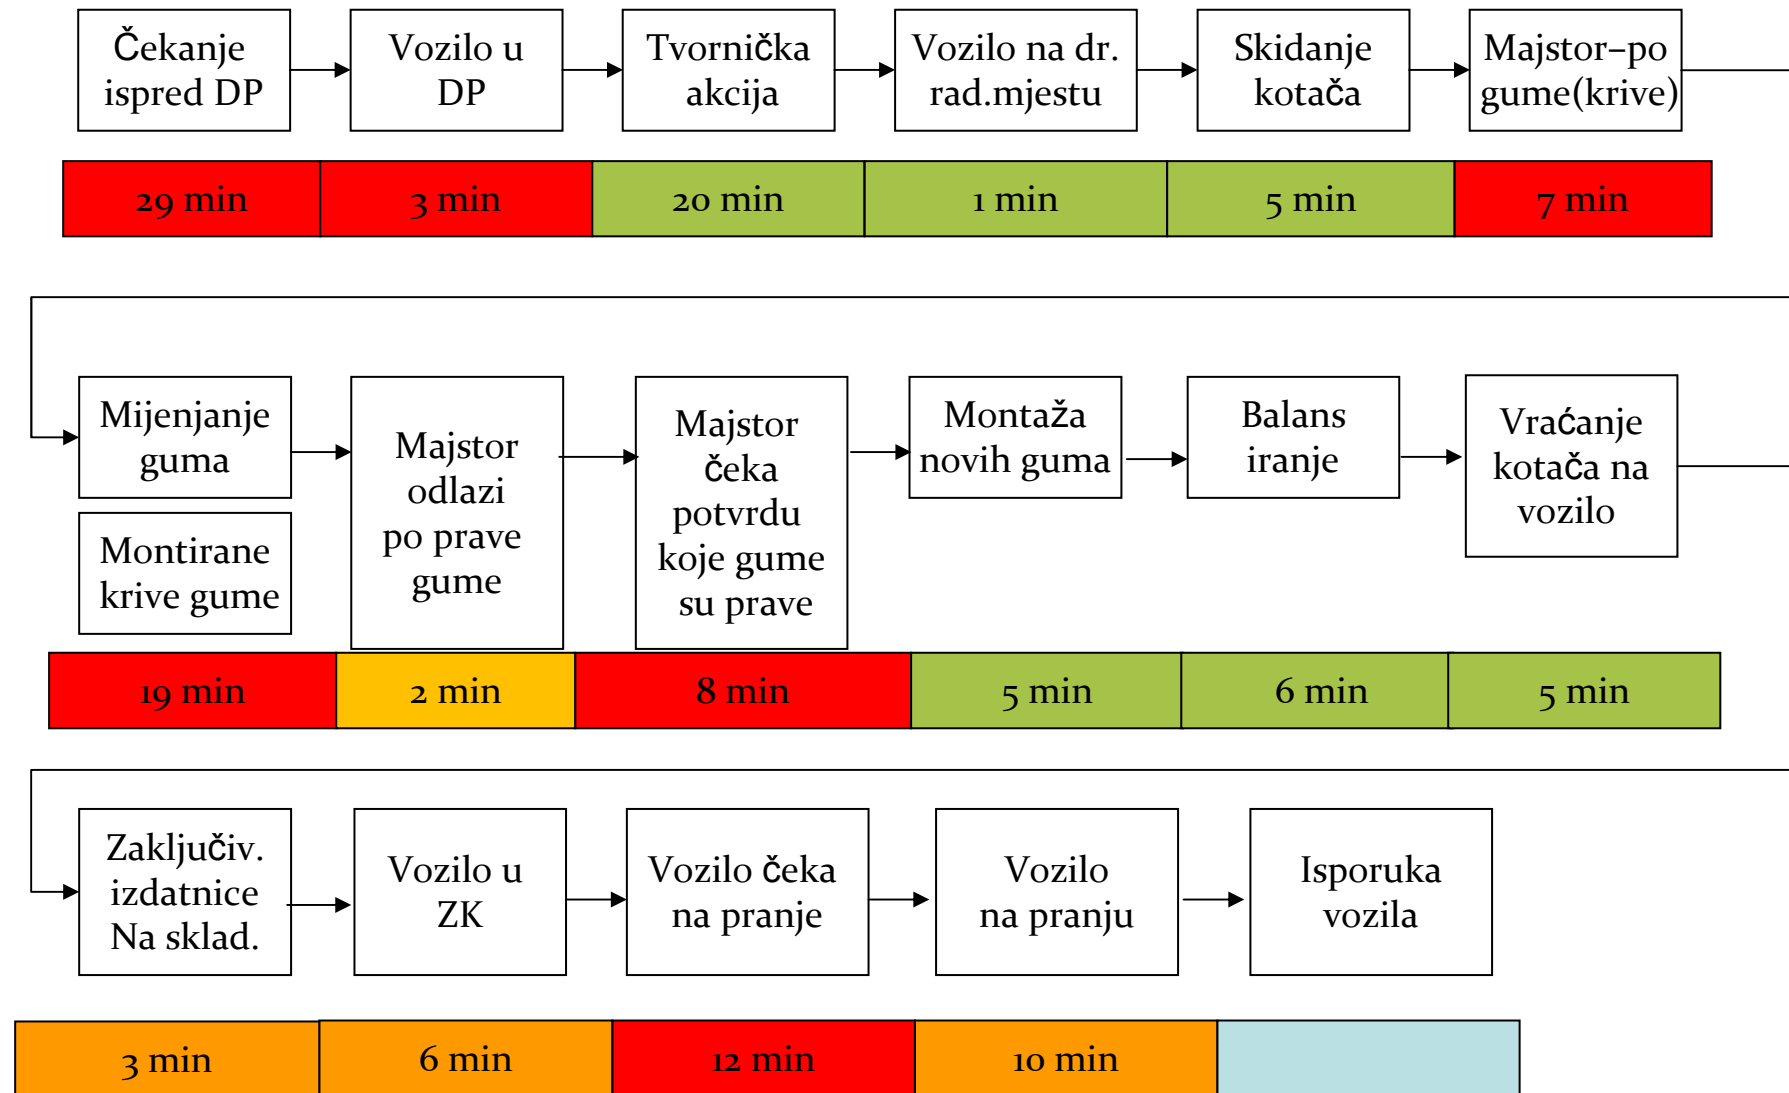 Čekanje
ispred DP
Vozilo u
DP
Tvornička
akcija
Vozilo na dr.
rad.mjestu
Skidanje
kotača
Majstor–po
gume(krive)
29 min
3 min
20 min
1 min
5 min
7 min
Mijenjanje
guma
Montirane
krive gume
Majstor
odlazi
po prave
gume
Majstor
čeka
potvrdu
koje gume
su prave
Montaža
novih guma
Balans
iranje
Vraćanje
kotača na
vozilo
19 min
2 min
8 min
5 min
6 min
5 min
Zaključiv.
izdatnice
Na sklad.
Vozilo u
ZK
Vozilo čeka
na pranje
Vozilo
na pranju
Isporuka
vozila
3 min
6 min
12 min
10 min